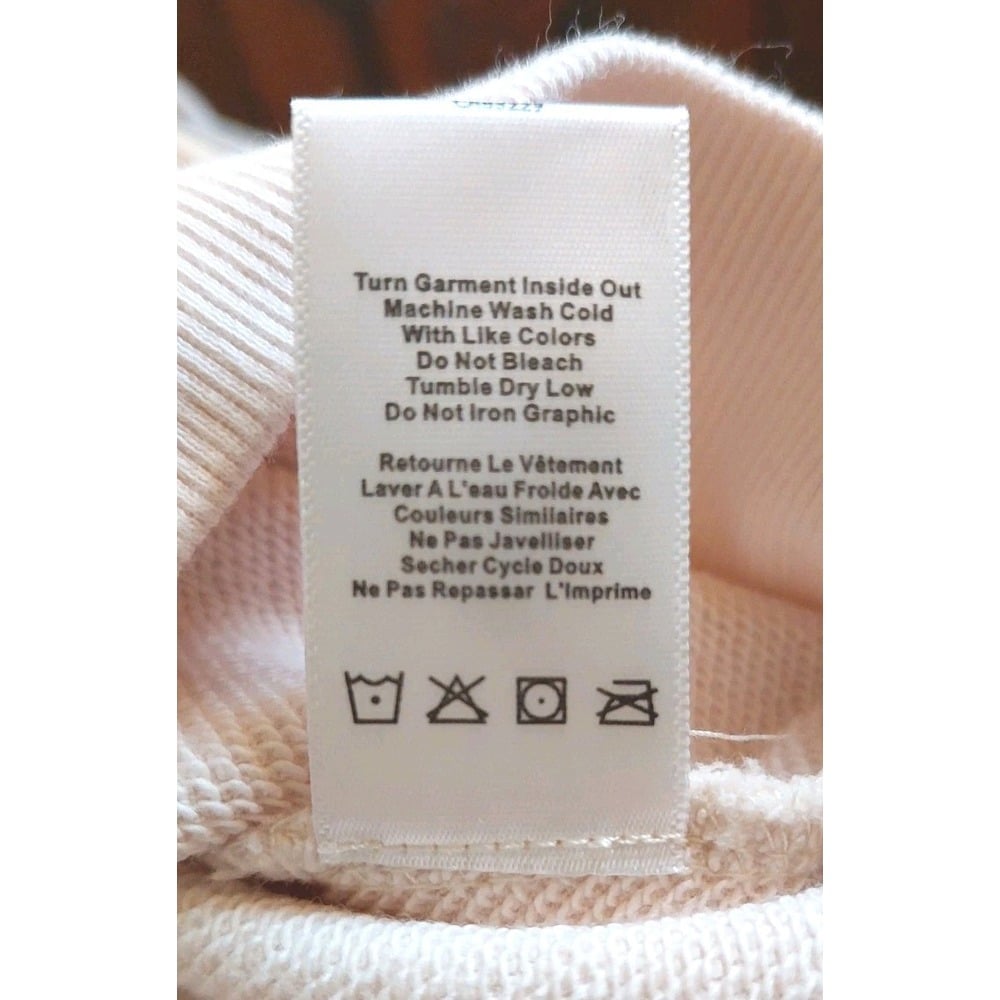 Turn Garment Inside Out
Machine Wash Cold
With Like Colors
Do Not Bleach
Tumble Dry Low
Do Not Iron Graphic
Retourne Le Vêtement
Laver A L'eau Froide Avec
Couleurs Similaires
Ne Pas Javelliser
Secher Cycle Doux
Ne Pas Repassar L'Imprime